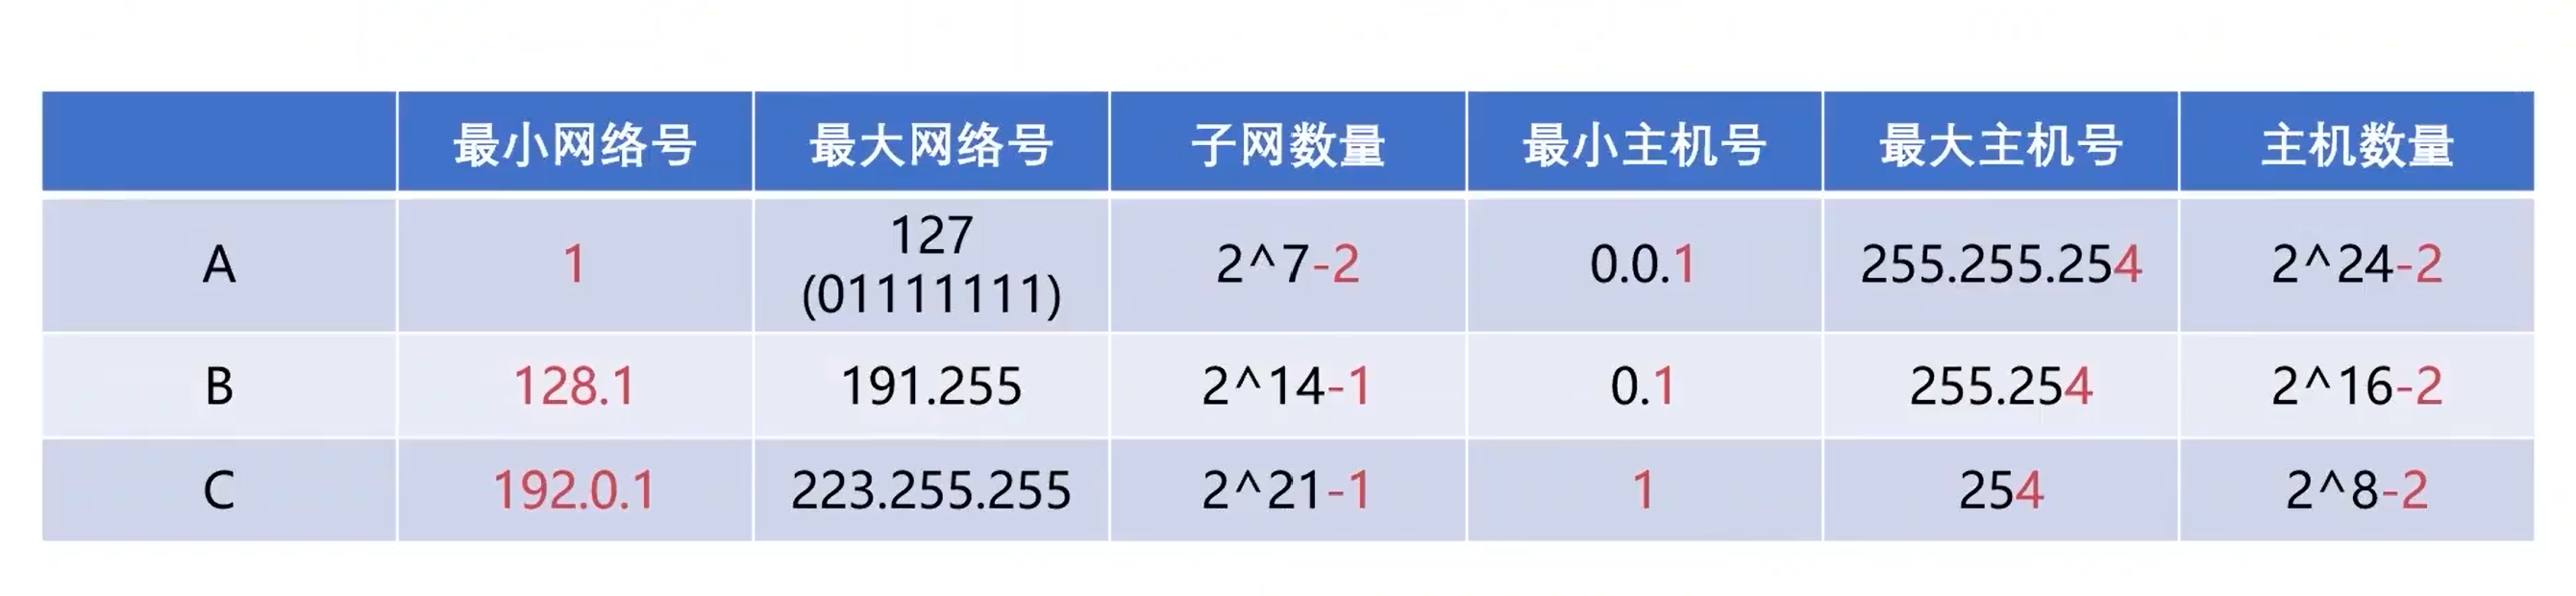 最小网络号 最大网络号 子网数量 最小主机号 最大主机号 主机数量
A 1 127 (01111111) 2^7-2 0.0.1 255.255.254 2^24-2
B 128.1 191.255 2^14-1 0.1 255.254 2^16-2
C 192.0.1 223.255.255 2^21-1 1 254 2^8-2